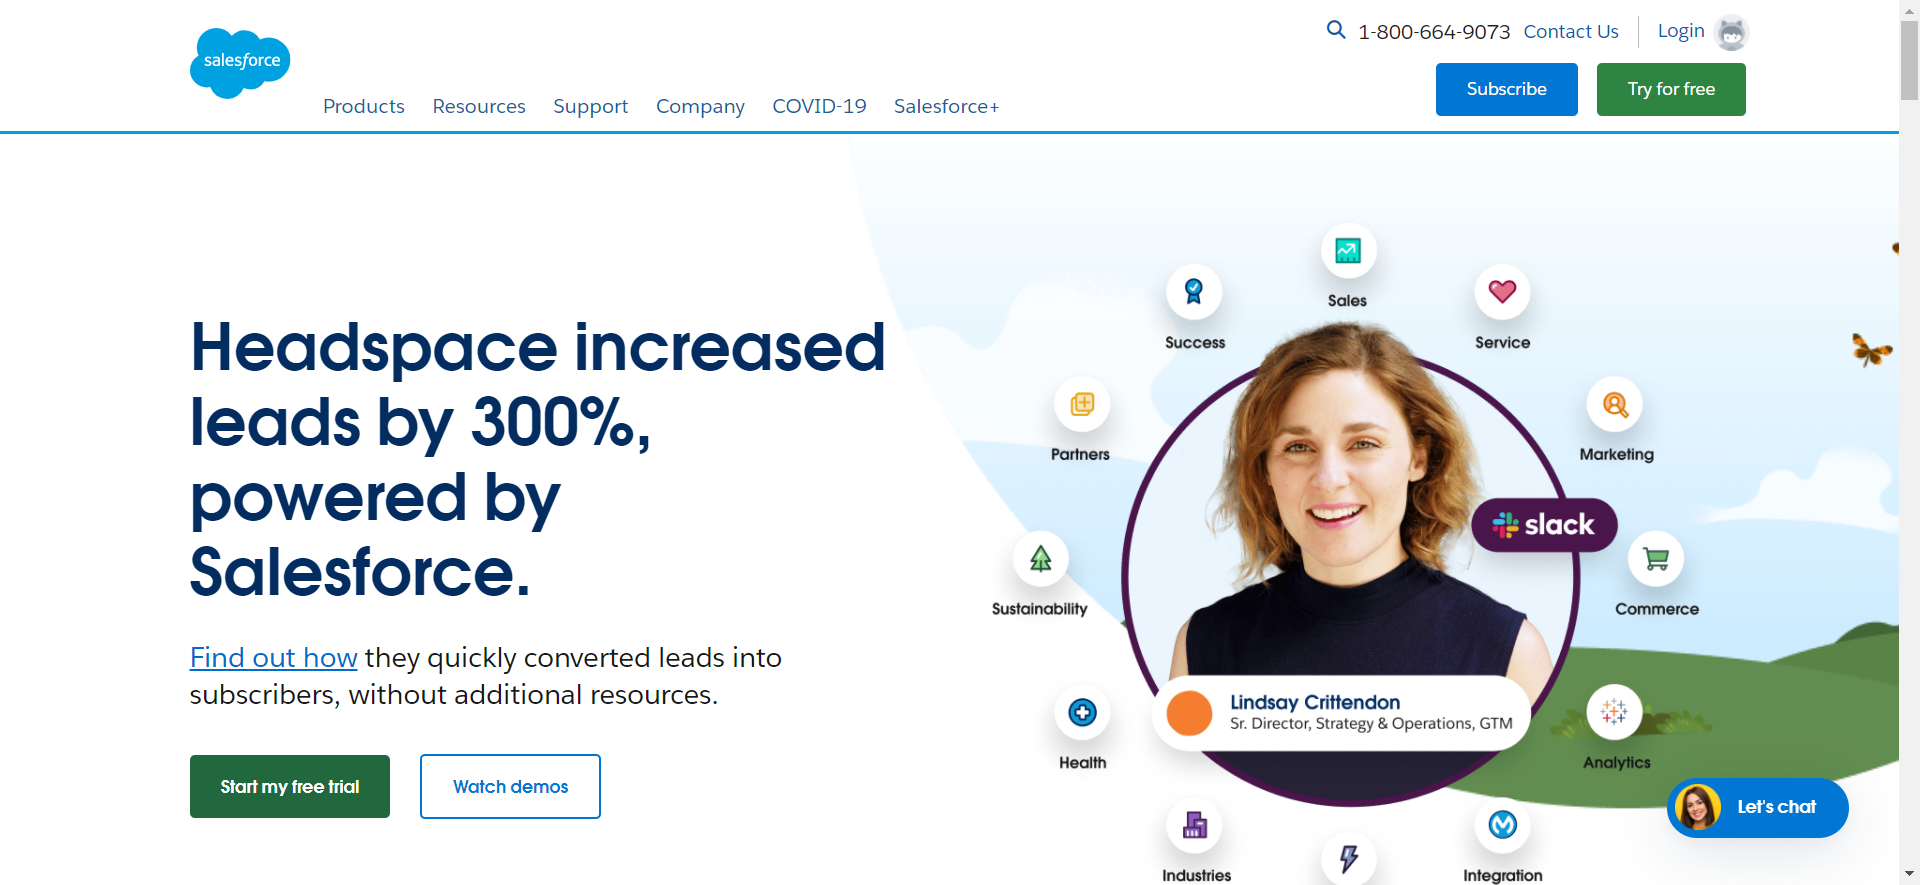 salesforce
1-800-664-9073 Contact Us Login
Subscribe Try for free
Products Resources Support Company COVID-19 Salesforce+
Headspace increased
leads by 300%,
powered by
Salesforce.
Find out how they quickly converted leads into
subscribers, without additional resources.
Start my free trial Watch demos
Sales
Success
Service
Partners
Marketing
slack
Sustainability
Commerce
Lindsay Crittendon
Sr. Director, Strategy & Operations, GTM
Health
Analytics
Let's chat
Industries
Integration